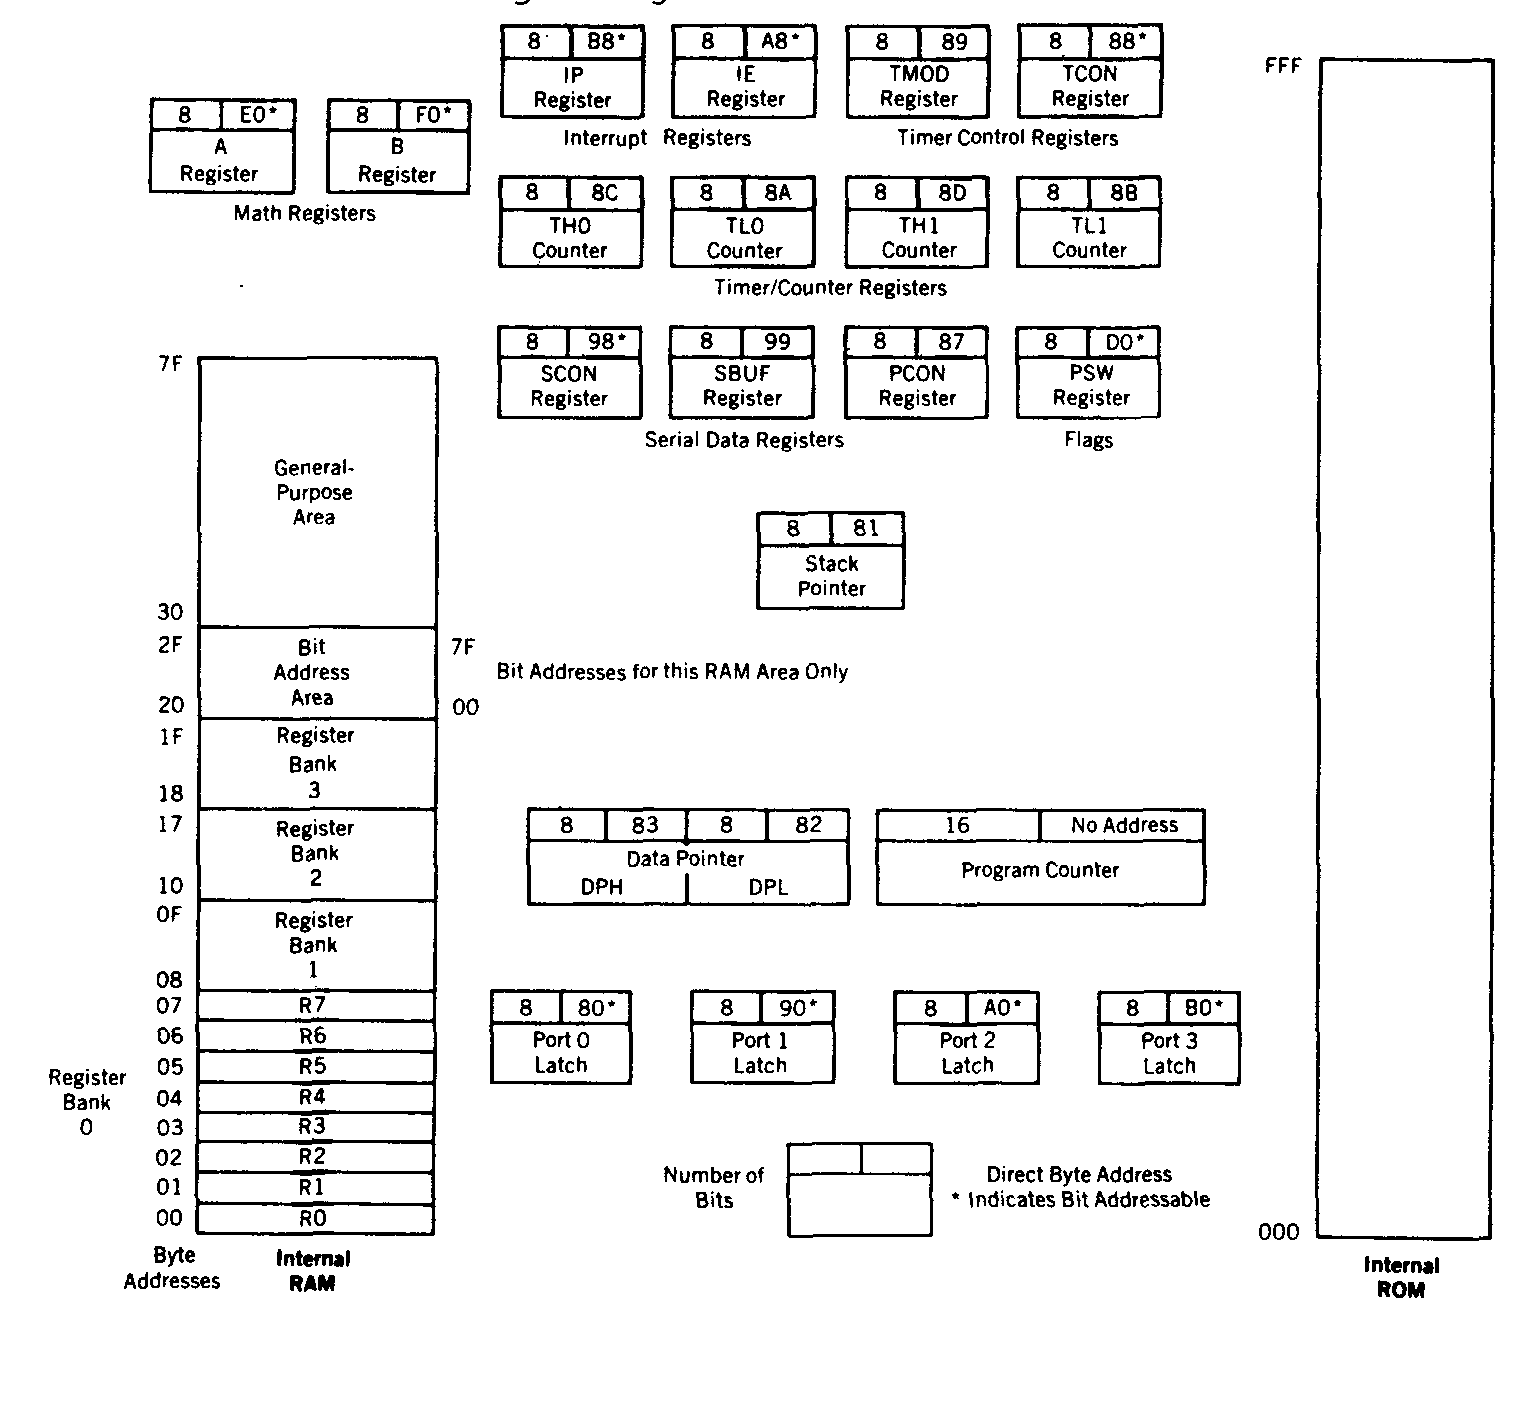 8 B8*
IP
Register
8 A8*
IE
Register
8 89
TMOD
Register
8 88*
TCON
Register
Interrupt Registers
Timer Control Registers
8 E0*
A
Register
8 F0*
B
Register
Math Registers
8 8C
TH0
Counter
8 8A
TL0
Counter
8 8D
TH1
Counter
8 8B
TL1
Counter
Timer/Counter Registers
8 98*
SCON
Register
8 99
SBUF
Register
8 87
PCON
Register
8 D0*
PSW
Register
Serial Data Registers
Flags
8 81
Stack
Pointer
7F
General-
Purpose
Area
30
2F
Bit
Address
Area
20
7F
00
Bit Addresses for this RAM Area Only
1F
Register
Bank
3
18
17
Register
Bank
2
10
0F
Register
Bank
1
08
07 R7
06 R6
05 R5
04 R4
03 R3
02 R2
01 R1
00 R0
Register
Bank
0
Byte
Addresses
Internal
RAM
8 83 8 82
Data Pointer
DPH DPL
16 No Address
Program Counter
8 80*
Port 0
Latch
8 90*
Port 1
Latch
8 A0*
Port 2
Latch
8 B0*
Port 3
Latch
Number of
Bits
Direct Byte Address
* Indicates Bit Addressable
FFF
000
Internal
ROM